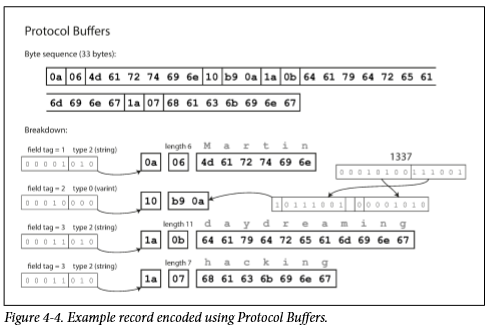 Protocol Buffers
Byte sequence (33 bytes):
0a 06 4d 61 72 74 69 6e 10 b9 0a 1a 0b 64 61 79 64 72 65 61
6d 69 6e 67 1a 07 68 61 63 6b 69 6e 67
Breakdown:
field tag = 1 type 2 (string) length 6 M a r t i n
0 0 0 0 1 0 1 0 0a 06 4d 61 72 74 69 6e
1337
0 0 0 1 0 1 0 0 1 1 1 0 0 1
field tag = 2 type 0 (varint)
0 0 0 1 0 0 0 0 10 b9 0a 1 0 1 1 1 0 0 1 0 0 0 0 1 0 1 0
field tag = 3 type 2 (string) length 11 d a y d r e a m i n g
0 0 0 1 1 0 1 0 1a 0b 64 61 79 64 72 65 61 6d 69 6e 67
field tag = 3 type 2 (string) length 7 h a c k i n g
0 0 0 1 1 0 1 0 1a 07 68 61 63 6b 69 6e 67
Figure 4-4. Example record encoded using Protocol Buffers.